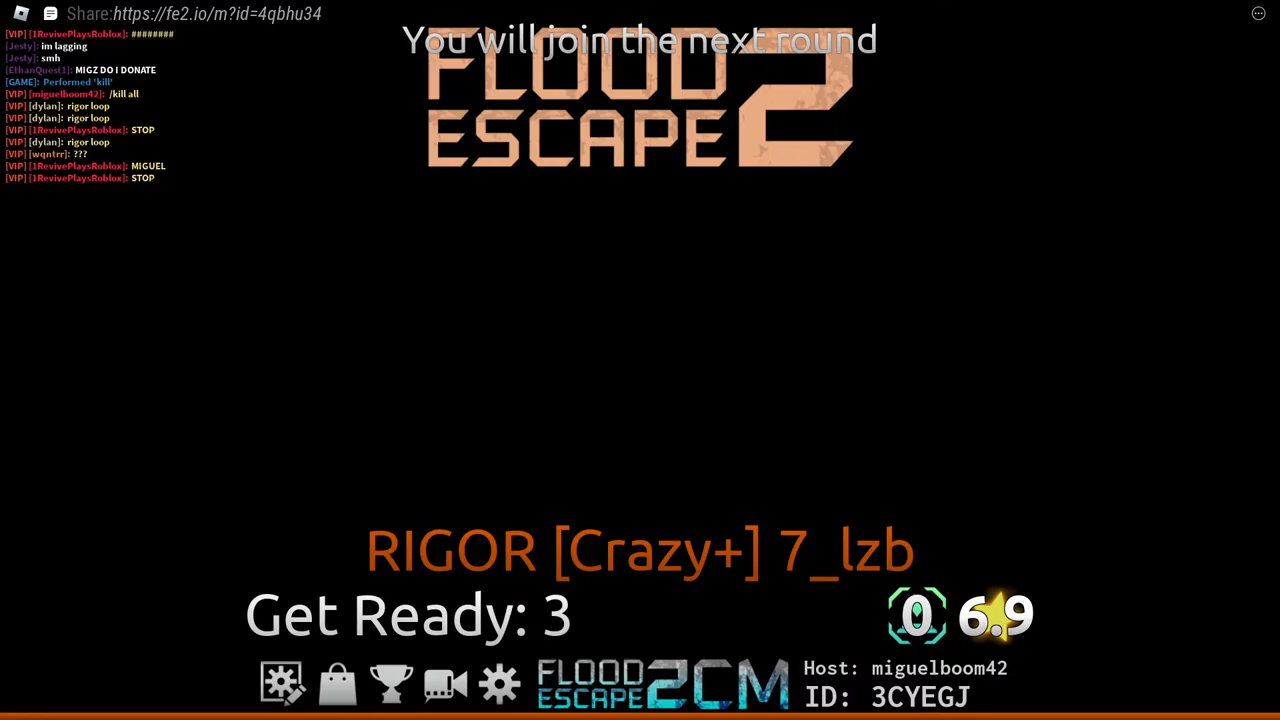 Share:https://fe2.io/m?id=4qbhu34
[VIP] [1RevivePlaysRoblox]: ########
[Jesty]: im lagging
[Jesty]: smh
[EthanQuest1]: MIGZ DO I DONATE
[GAME]: Performed 'kill'
[VIP] [miguelboom42]: /kill all
[VIP] [dylan]: rigor loop
[VIP] [dylan]: rigor loop
[VIP] [1RevivePlaysRoblox]: STOP
[VIP] [dylan]: rigor loop
[VIP] [wqntrr]: ???
[VIP] [1RevivePlaysRoblox]: MIGUEL
[VIP] [1RevivePlaysRoblox]: STOP
You will join the next round
FLOOD
ESCAPE 2
RIGOR [Crazy+] 7_lzb
Get Ready: 3
0 6.9
FLOOD ESCAPE 2CM
Host: miguelboom42
ID: 3CYEGJ